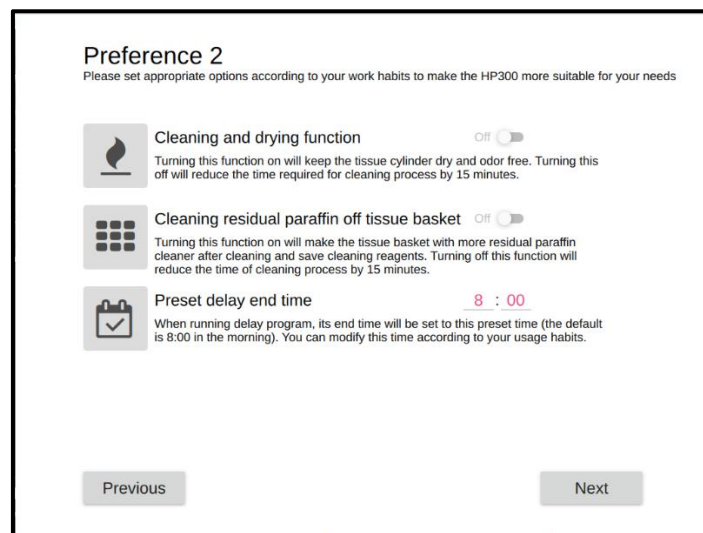 Preference 2
Please set appropriate options according to your work habits to make the HP300 more suitable for your needs
Cleaning and drying function Off
Turning this function on will keep the tissue cylinder dry and odor free. Turning this
off will reduce the time required for cleaning process by 15 minutes.
Cleaning residual paraffin off tissue basket Off
Turning this function on will make the tissue basket with more residual paraffin
cleaner after cleaning and save cleaning reagents. Turning off this function will
reduce the time of cleaning process by 15 minutes.
Preset delay end time 8 : 00
When running delay program, its end time will be set to this preset time (the default
is 8:00 in the morning). You can modify this time according to your usage habits.
Previous Next